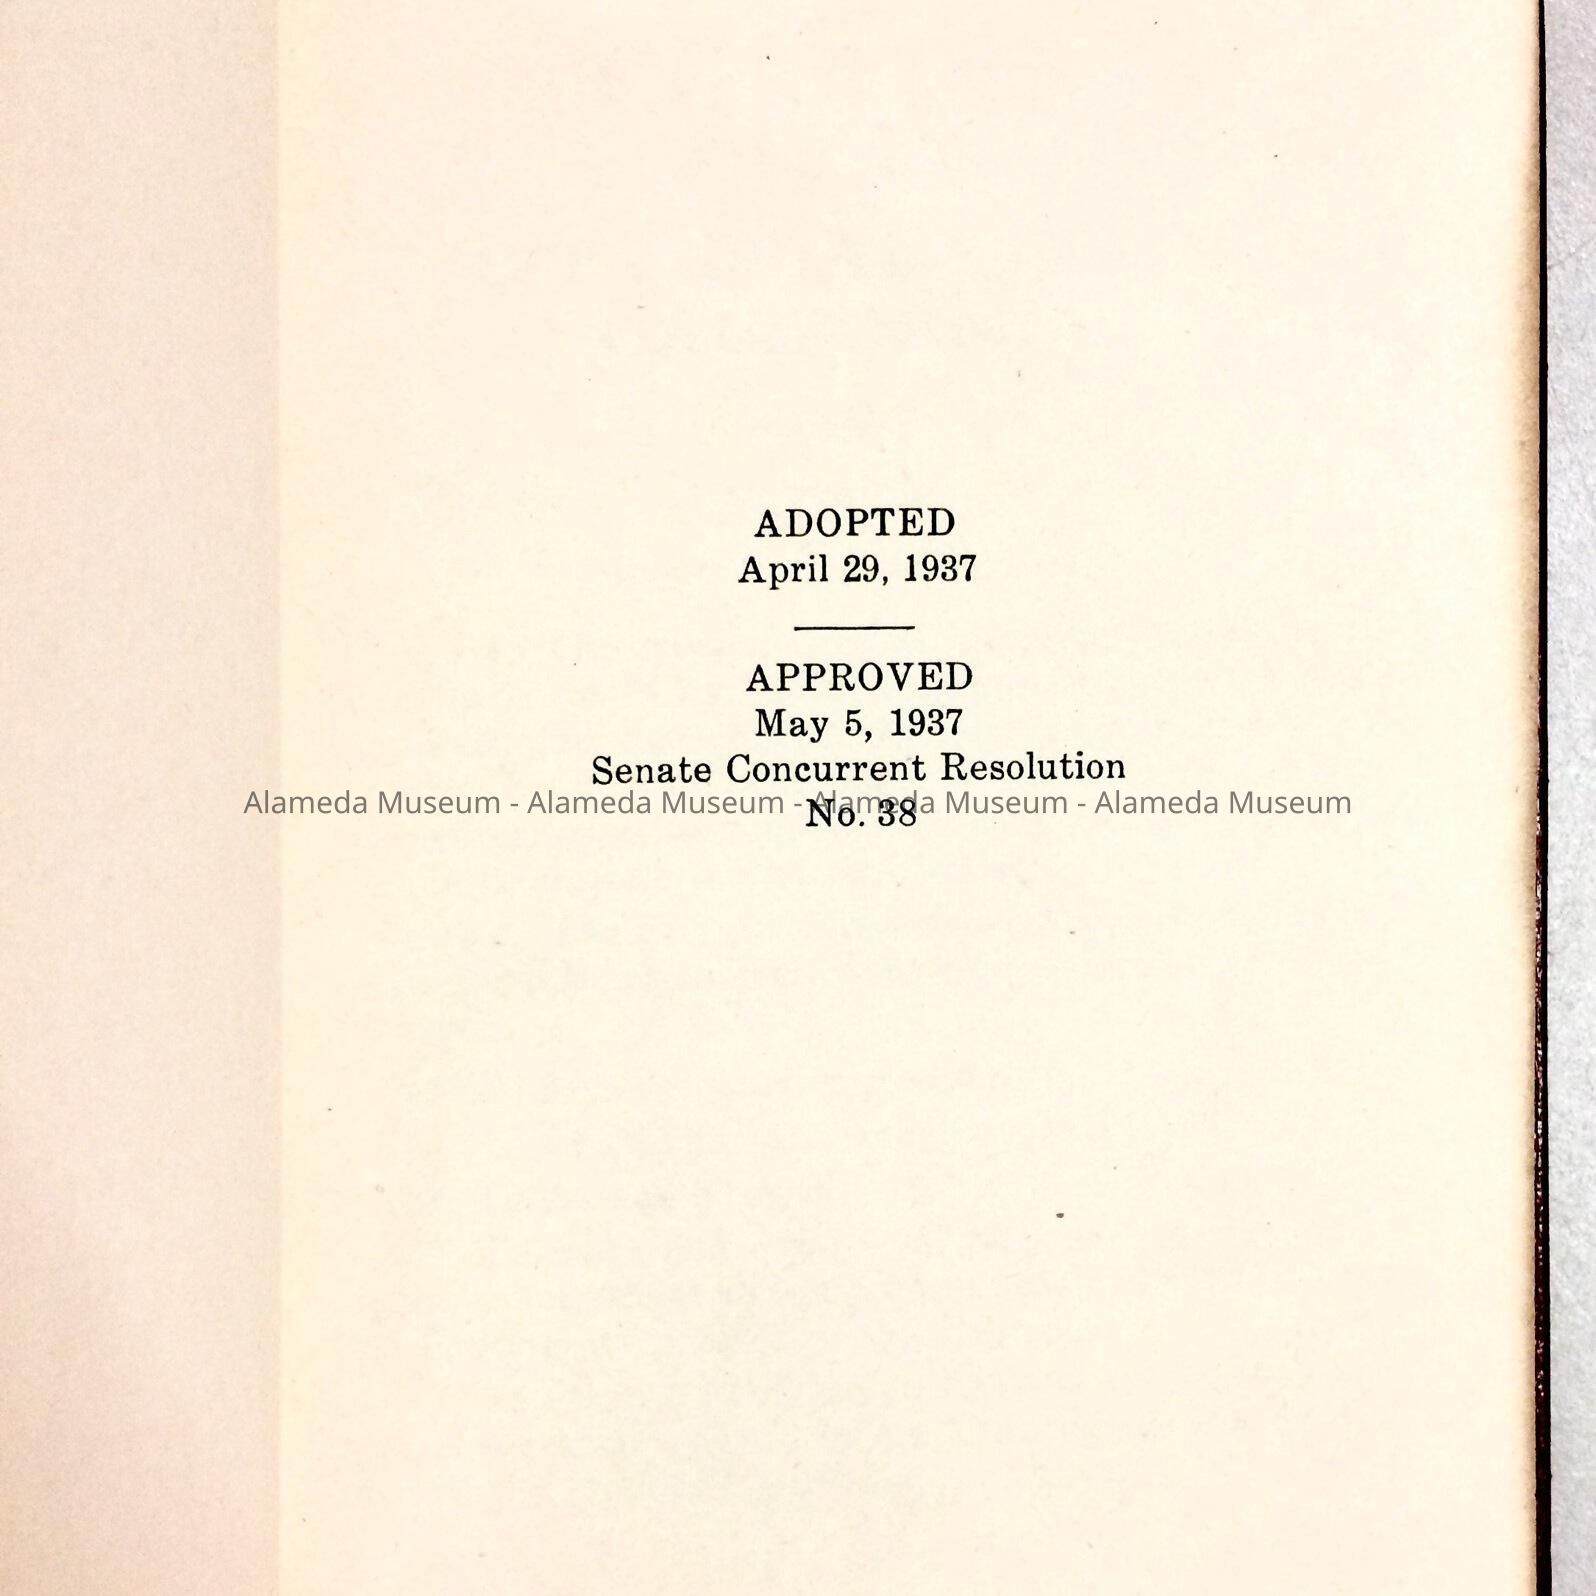 ADOPTED
April 29, 1937
APPROVED
May 5, 1937
Senate Concurrent Resolution
Alameda Museum - Alameda Museum - Alameda Museum - Alameda Museum
No. 38